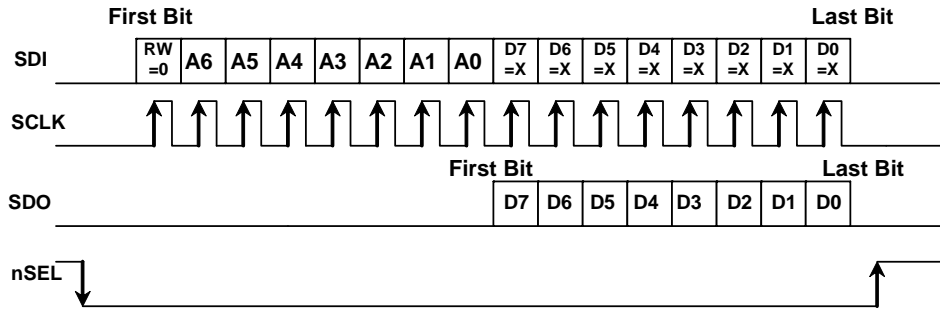 First Bit Last Bit
SDI RW =0 A6 A5 A4 A3 A2 A1 A0 D7 =X D6 =X D5 =X D4 =X D3 =X D2 =X D1 =X D0 =X
SCLK
First Bit Last Bit
SDO D7 D6 D5 D4 D3 D2 D1 D0
nSEL